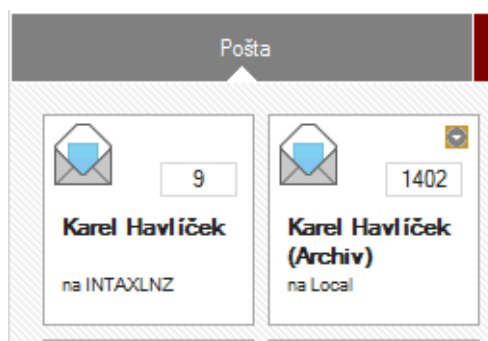 Pošta
9
Karel Havlíček
na INTAXLNZ
1402
Karel Havlíček
(Archiv)
na Local